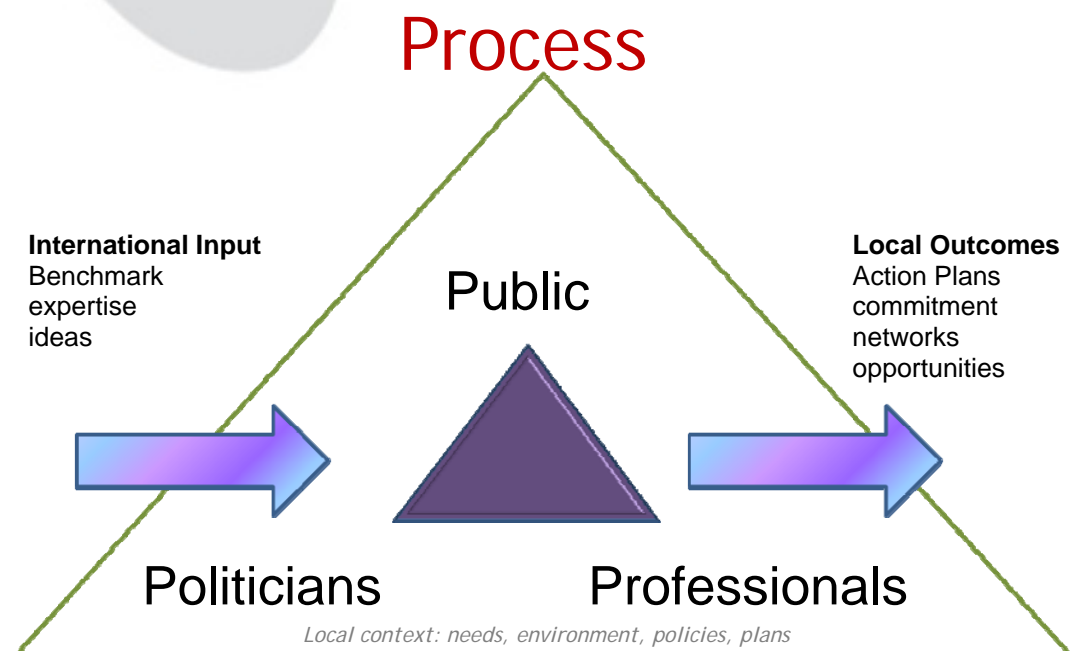 Process
International Input
Benchmark
expertise
ideas
Public
Local Outcomes
Action Plans
commitment
networks
opportunities
Politicians
Professionals
Local context: needs, environment, policies, plans